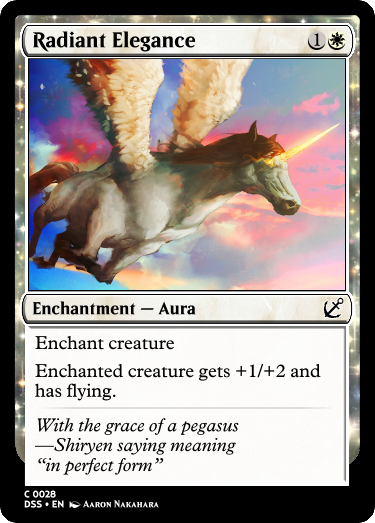 Radiant Elegance 1
Enchantment — Aura
Enchant creature
Enchanted creature gets +1/+2 and
has flying.
With the grace of a pegasus
—Shiryen saying meaning
“in perfect form”
C 0028
DSS • EN Aaron Nakahara